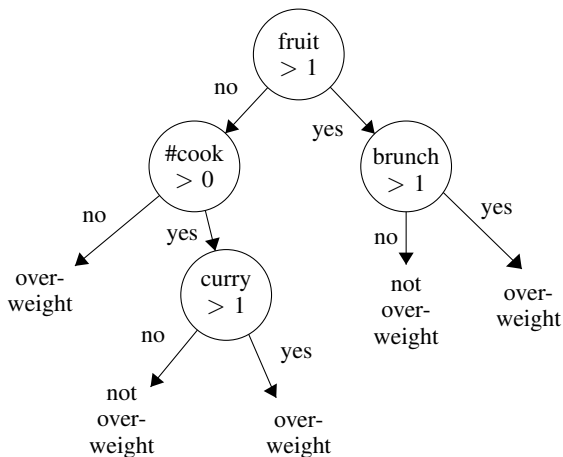 fruit
> 1
no
yes
#cook
> 0
brunch
> 1
no
yes
no
yes
over-
weight
curry
> 1
not
over-
weight
over-
weight
no
yes
not
over-
weight
over-
weight